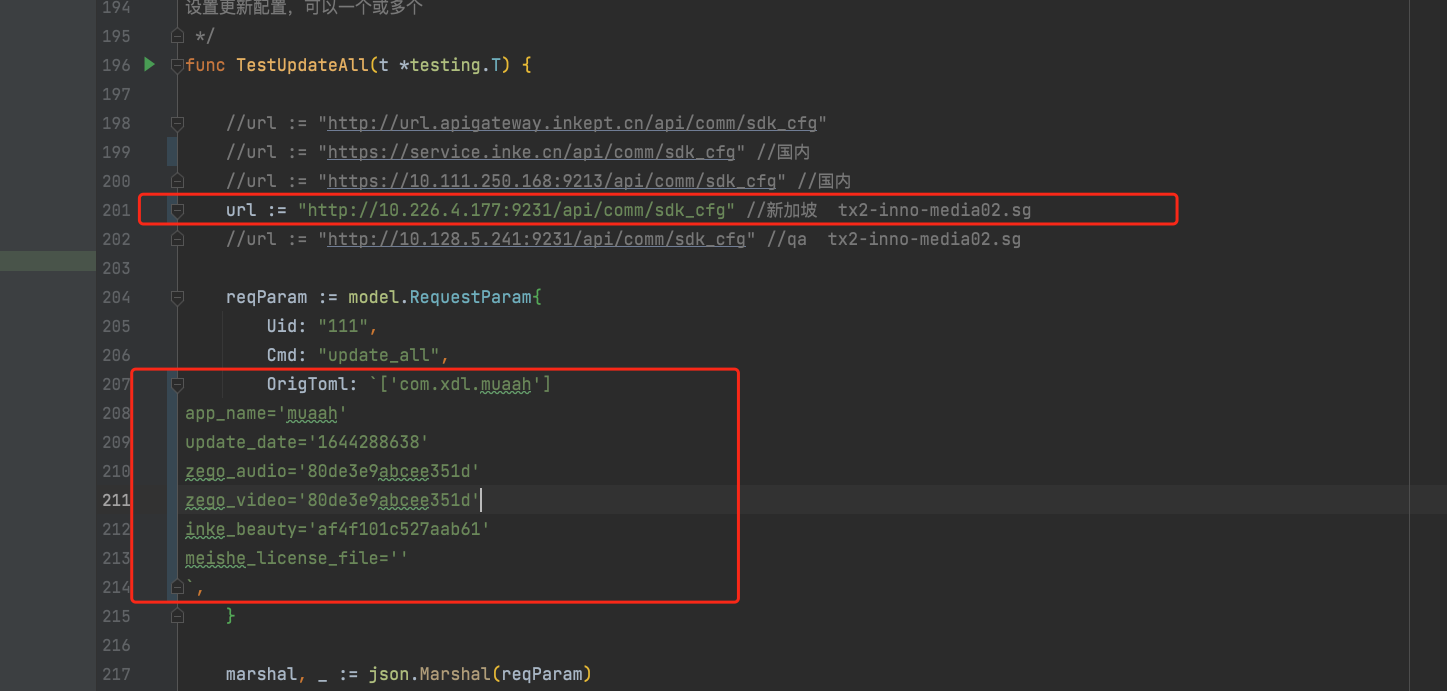 194 设置更新配置，可以一个或多个
195 */
196 func TestUpdateAll(t *testing.T) {
197
198 //url := "http://url.apigateway.inkept.cn/api/comm/sdk_cfg"
199 //url := "https://service.inke.cn/api/comm/sdk_cfg" //国内
200 //url := "https://10.111.250.168:9213/api/comm/sdk_cfg" //国内
201 url := "http://10.226.4.177:9231/api/comm/sdk_cfg" //新加坡 tx2-inno-media02.sg
202 //url := "http://10.128.5.241:9231/api/comm/sdk_cfg" //qa tx2-inno-media02.sg
203
204 reqParam := model.RequestParam{
205 Uid: "111",
206 Cmd: "update_all",
207 OrigToml: `['com.xdl.muaah']
208 app_name='muaah'
209 update_date='1644288638'
210 zego_audio='80de3e9abcee351d'
211 zego_video='80de3e9abcee351d'
212 inke_beauty='af4f101c527aab61'
213 meishe_license_file=''
214 `,
215 }
216
217 marshal, _ := json.Marshal(reqParam)